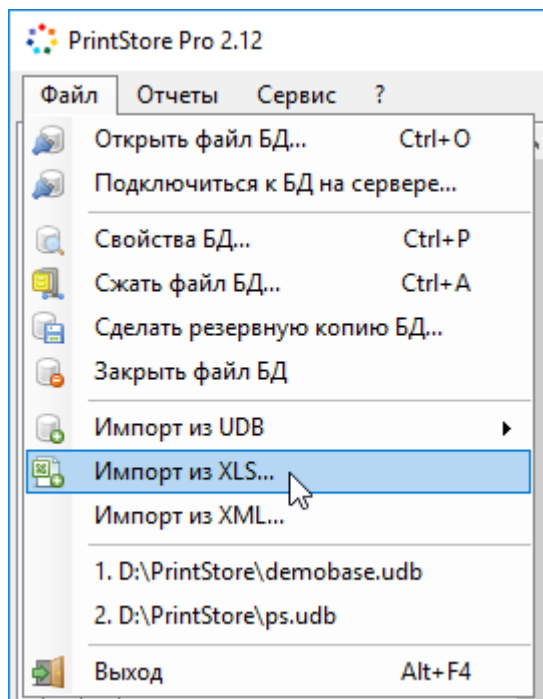 PrintStore Pro 2.12
Файл Отчеты Сервис ?
Открыть файл БД... Ctrl+O
Подключиться к БД на сервере...
Свойства БД... Ctrl+P
Сжать файл БД... Ctrl+A
Сделать резервную копию БД...
Закрыть файл БД
Импорт из UDB
Импорт из XLS...
Импорт из XML...
1. D:\PrintStore\demobase.udb
2. D:\PrintStore\ps.udb
Выход Alt+F4